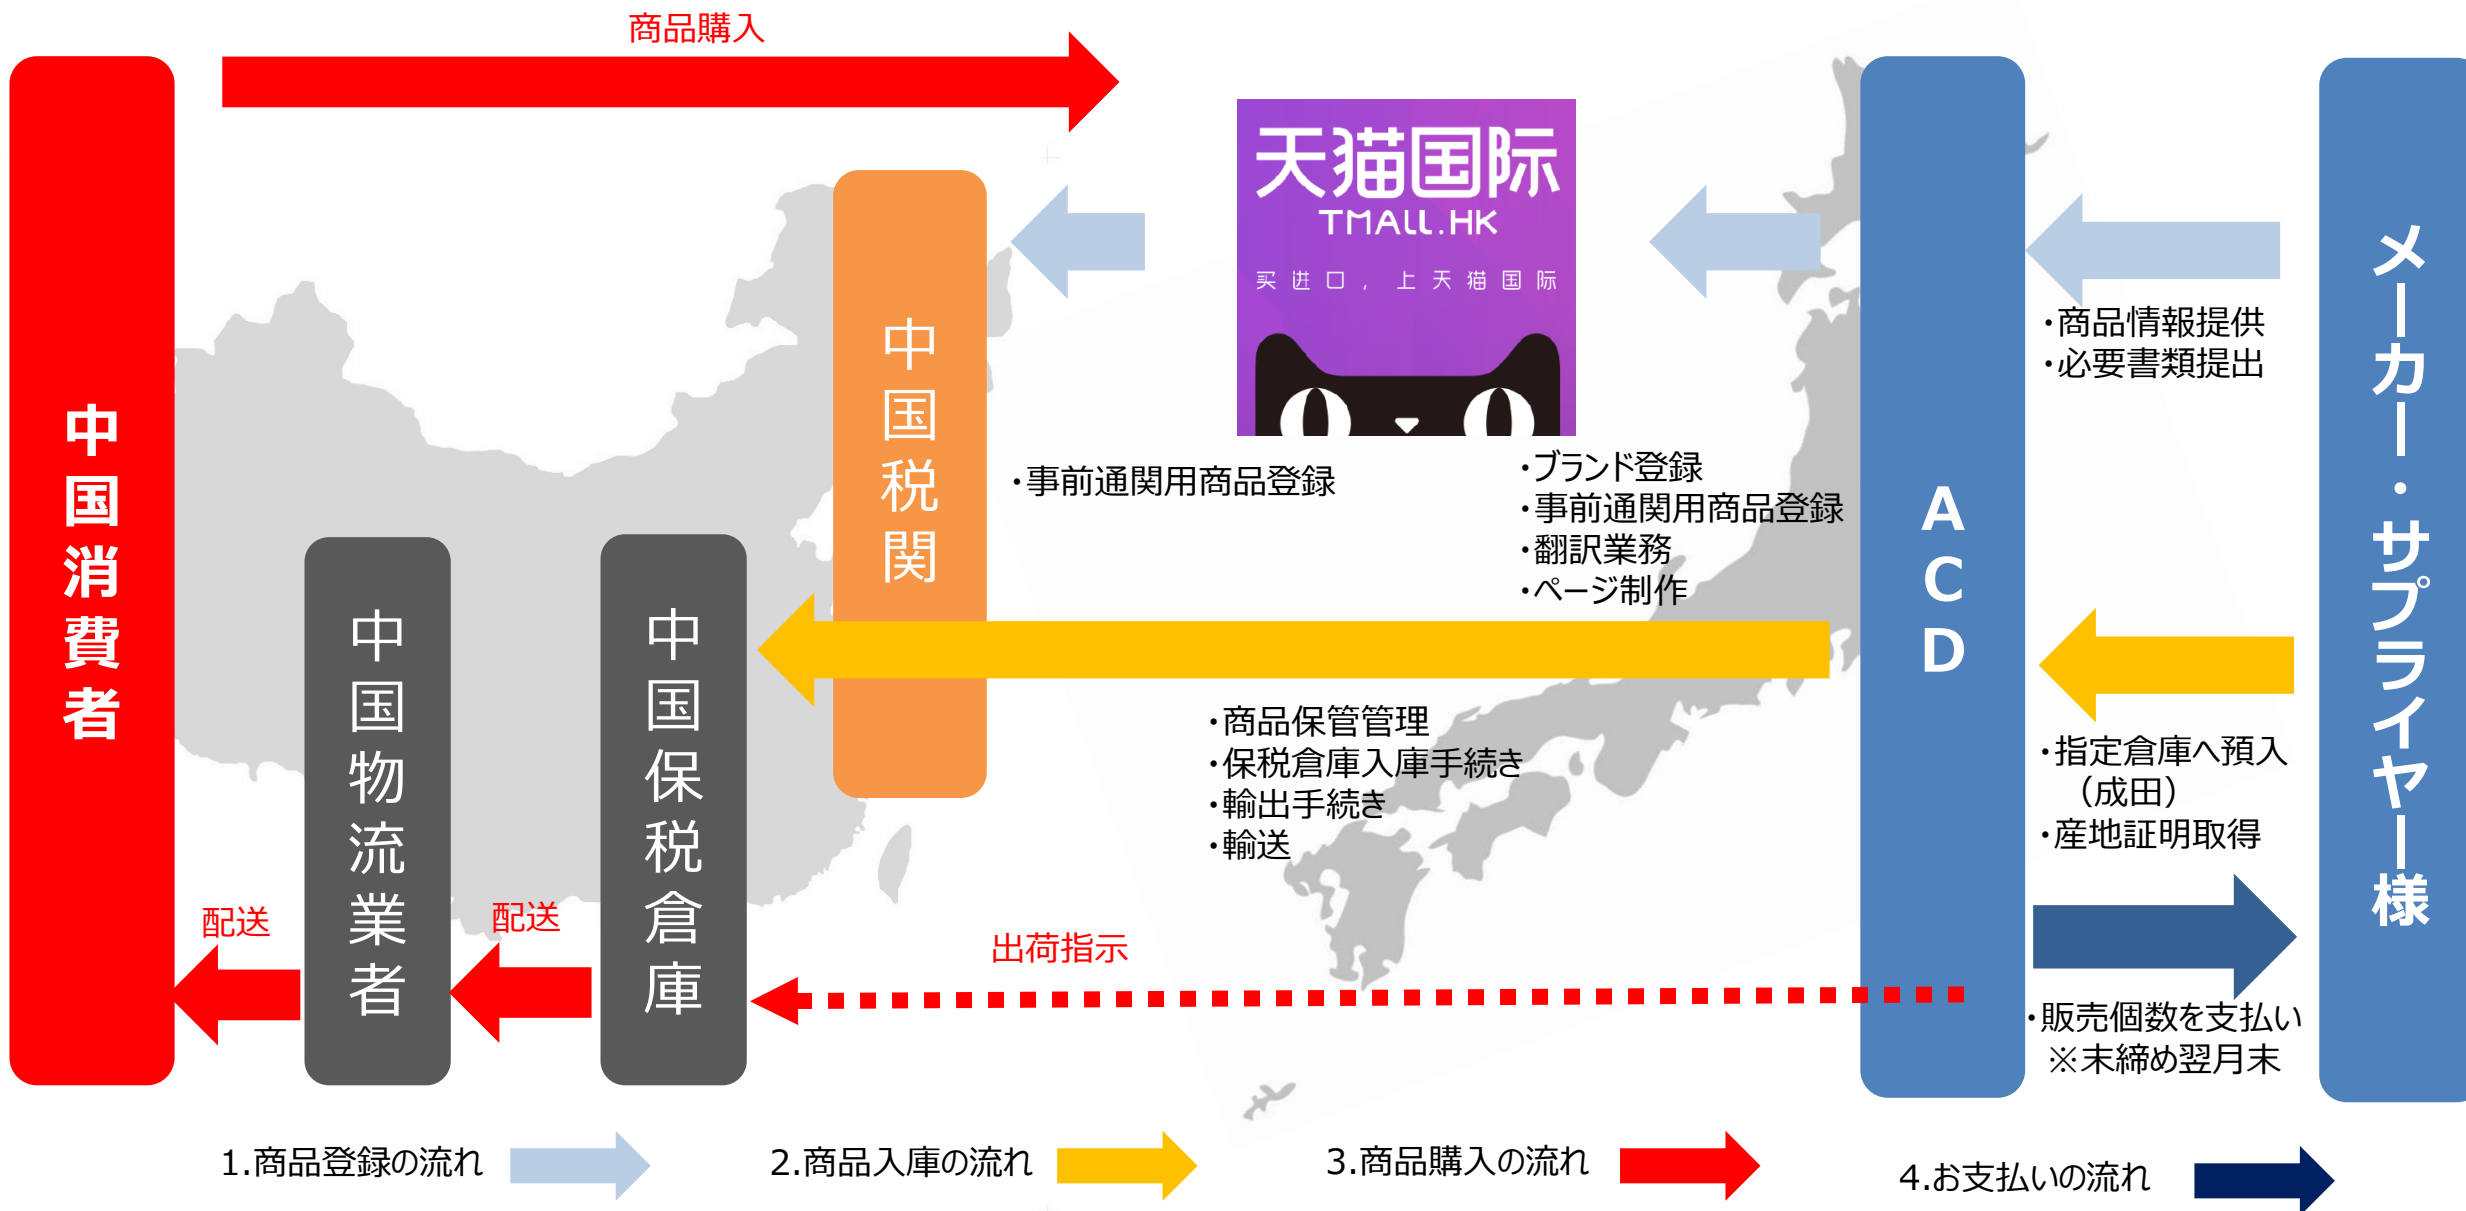 商品購入
中国消費者
中国物流業者
中国保税倉庫
中国税関
天猫国际
TMALL.HK
买进口，上天猫国际
ACD
メーカー・サプライヤー様
・商品情報提供
・必要書類提出
・事前通関用商品登録
・ブランド登録
・事前通関用商品登録
・翻訳業務
・ページ制作
・商品保管管理
・保税倉庫入庫手続き
・輸出手続き
・輸送
・指定倉庫へ預入
（成田）
・産地証明取得
配送
配送
出荷指示
・販売個数を支払い
※末締め翌月末
1.商品登録の流れ
2.商品入庫の流れ
3.商品購入の流れ
4.お支払いの流れ